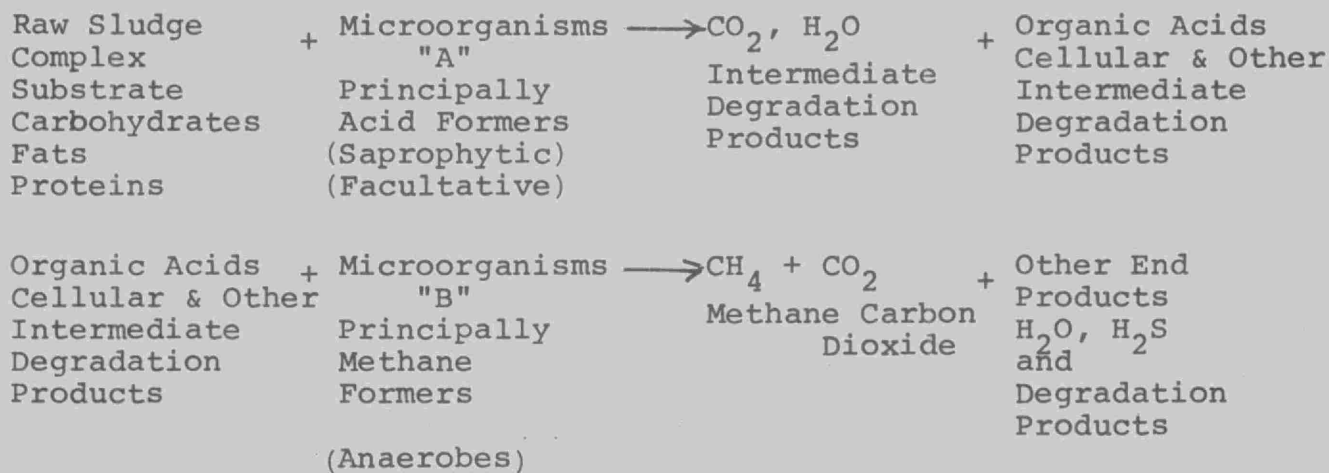 Raw Sludge + Microorganisms ⟶ CO2, H2O + Organic Acids
Complex "A" Intermediate Cellular & Other
Substrate Principally Degradation Intermediate
Carbohydrates Acid Formers Products Degradation
Fats (Saprophytic) Products
Proteins (Facultative)
Organic Acids + Microorganisms ⟶ CH4 + CO2 + Other End
Cellular & Other "B" Methane Carbon Products
Intermediate Principally Dioxide H2O, H2S
Degradation Methane and
Products Formers Degradation
Products
(Anaerobes)